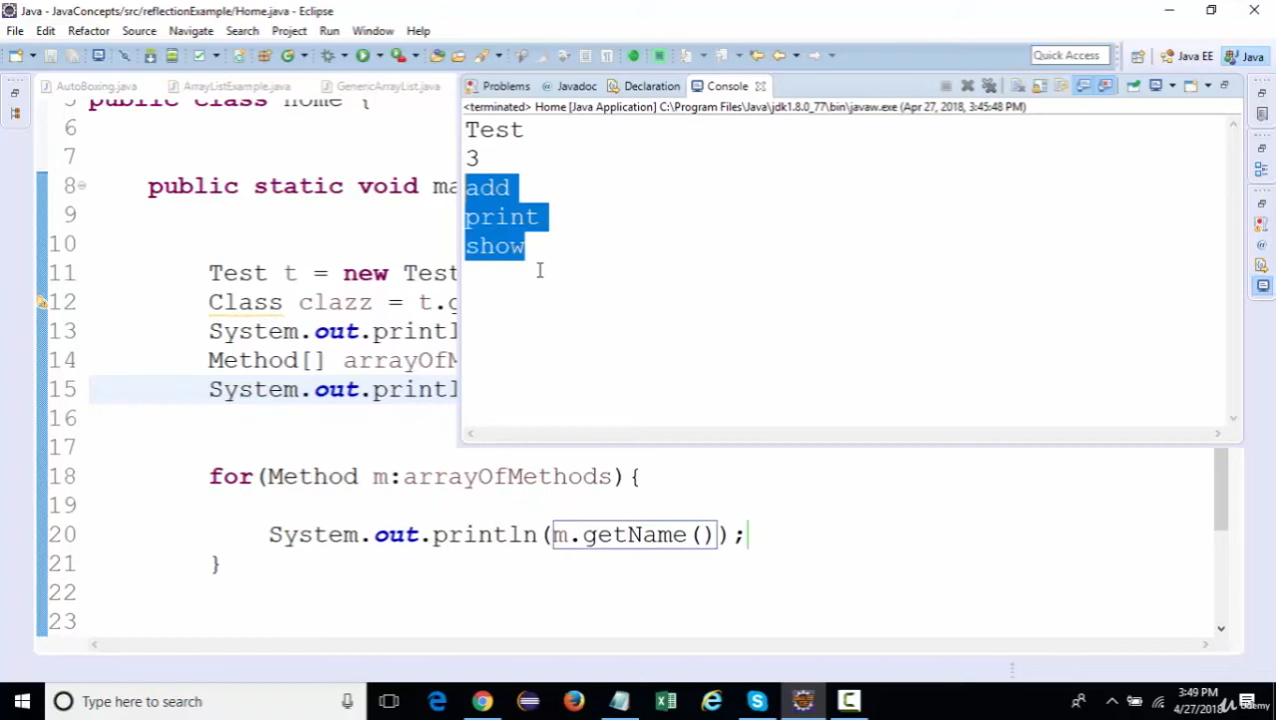 Java - JavaConcepts/src/reflectionExample/Home.java - Eclipse
File Edit Refactor Source Navigate Search Project Run Window Help
Quick Access Java EE Java
AutoBoxing.java ArrayListExample.java GenericArrayList.java
Problems Javadoc Declaration Console
<terminated> Home [Java Application] C:\Program Files\Java\jdk1.8.0_77\bin\javaw.exe (Apr 27, 2018, 3:45:48 PM)
Test
3
add
print
show
5 public class Home {
6
7
8 public static void ma
9
10
11 Test t = new Test
12 Class clazz = t.g
13 System.out.printl
14 Method[] arrayOfM
15 System.out.printl
16
17
18 for(Method m:arrayOfMethods){
19
20 System.out.println(m.getName());
21 }
22
23
Type here to search
3:49 PM
4/27/2018
Udemy